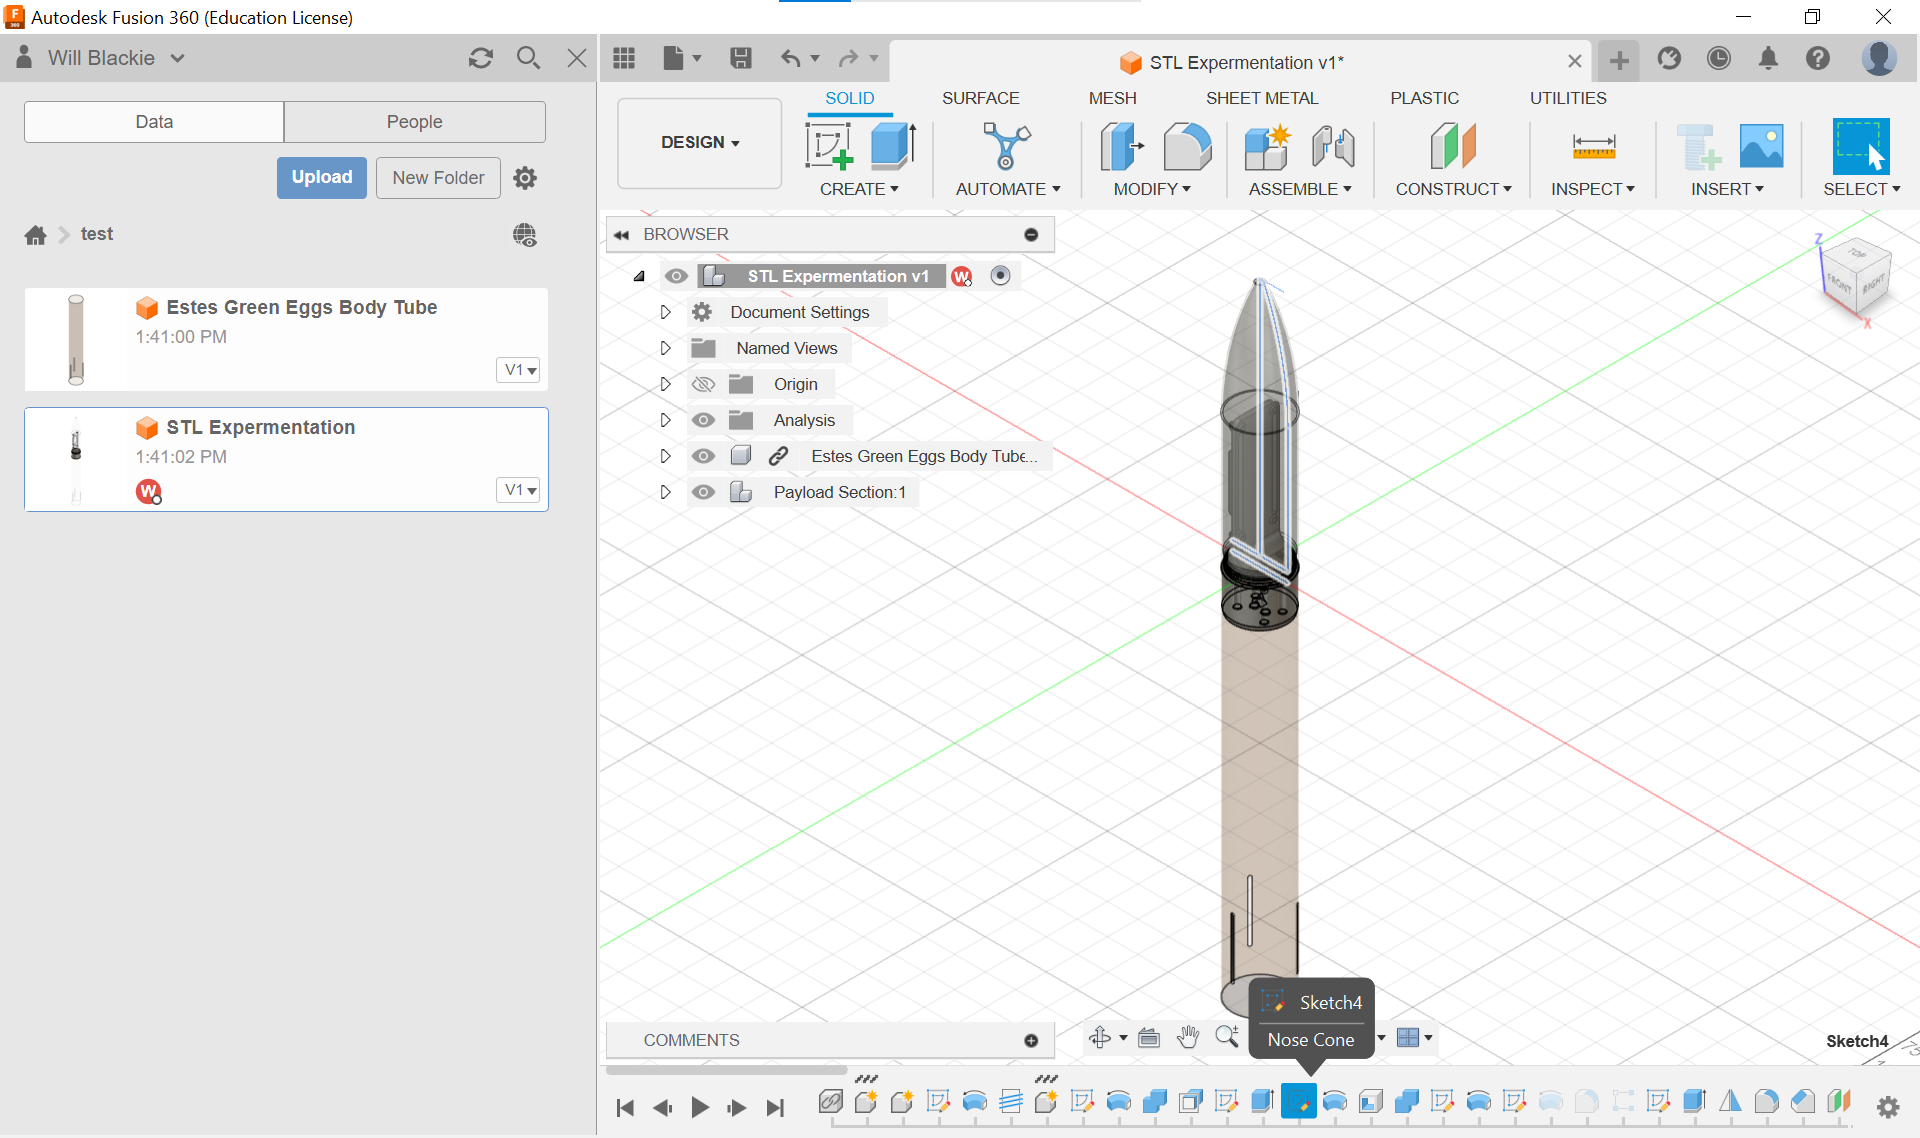 Autodesk Fusion 360 (Education License)
Will Blackie
STL Expermentation v1*
Data
People
Upload
New Folder
test
Estes Green Eggs Body Tube
1:41:00 PM
V1
STL Expermentation
1:41:02 PM
W
V1
DESIGN
SOLID
SURFACE
MESH
SHEET METAL
PLASTIC
UTILITIES
CREATE
AUTOMATE
MODIFY
ASSEMBLE
CONSTRUCT
INSPECT
INSERT
SELECT
BROWSER
STL Expermentation v1
W
Document Settings
Named Views
Origin
Analysis
Estes Green Eggs Body Tube...
Payload Section:1
Z
TOP
FRONT
RIGHT
X
Sketch4
Nose Cone
COMMENTS
Sketch4